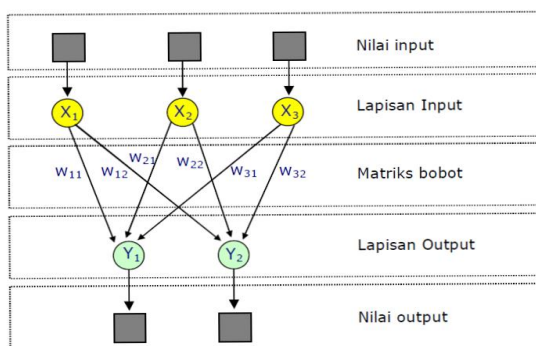 Nilai input
X1 X2 X3 Lapisan Input
W11 W12 W21 W22 W31 W32 Matriks bobot
Y1 Y2 Lapisan Output
Nilai output